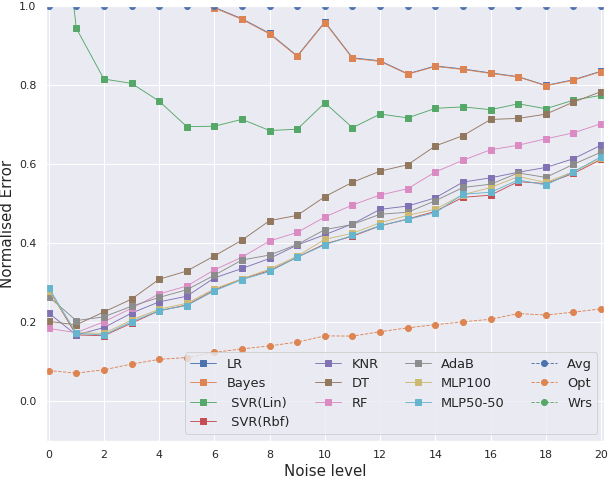 1.0
0.8
0.6
0.4
0.2
0.0
Normalised Error
LR KNR AdaB Avg
Bayes DT MLP100 Opt
SVR(Lin) RF MLP50-50 Wrs
SVR(Rbf)
0 2 4 6 8 10 12 14 16 18 20
Noise level